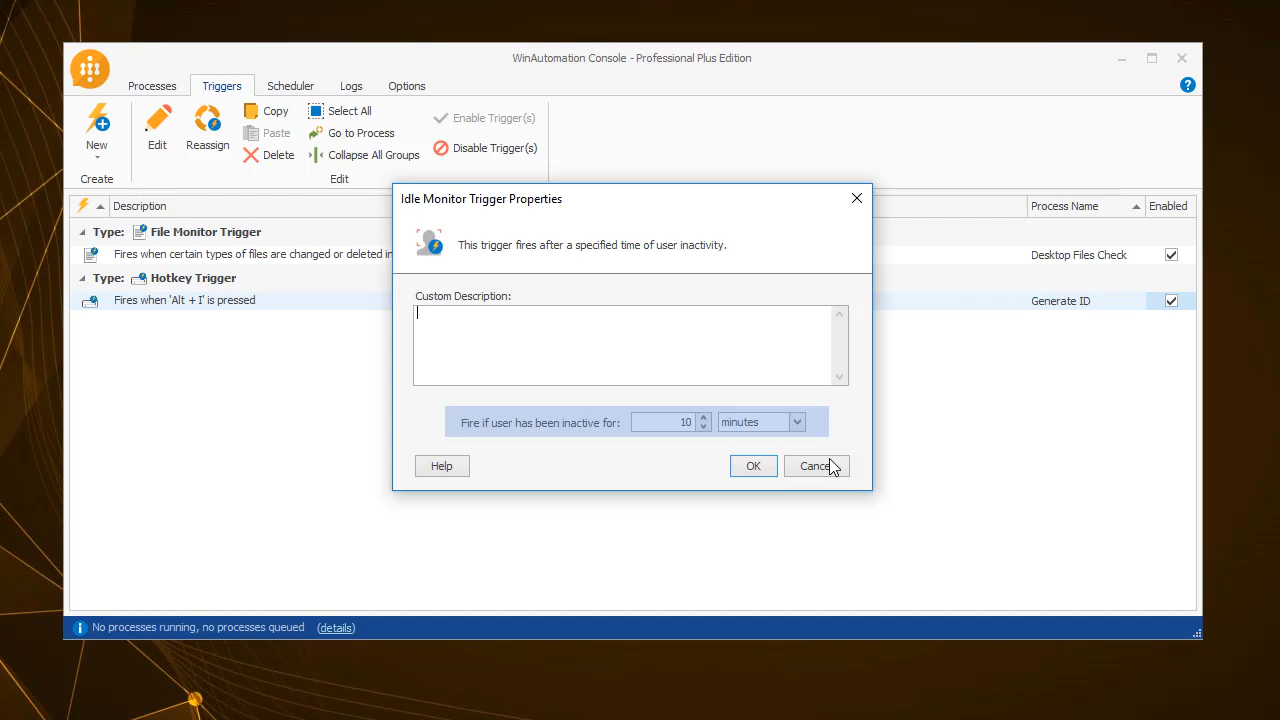 WinAutomation Console - Professional Plus Edition
Processes Triggers Scheduler Logs Options
New
Edit
Reassign
Copy
Paste
Delete
Select All
Go to Process
Collapse All Groups
Enable Trigger(s)
Disable Trigger(s)
Create
Edit
Description
Process Name
Enabled
Type: File Monitor Trigger
Fires when certain types of files are changed or deleted in
Desktop Files Check
Type: Hotkey Trigger
Fires when 'Alt + I' is pressed
Generate ID
Idle Monitor Trigger Properties
This trigger fires after a specified time of user inactivity.
Custom Description:
Fire if user has been inactive for: 10 minutes
Help
OK
Cancel
No processes running, no processes queued (details)